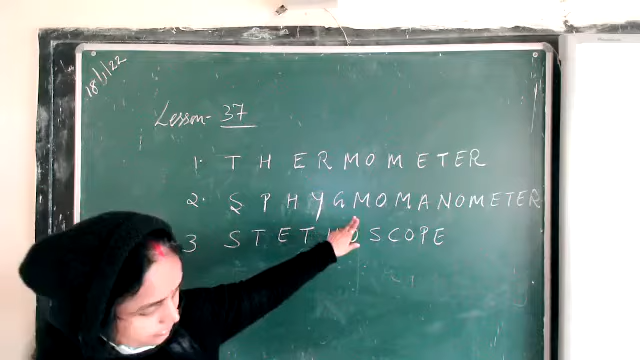 18/1/22
Lesson- 37
1. THERMOMETER
2. SPHYGMOMANOMETER
3 STETHOSCOPE